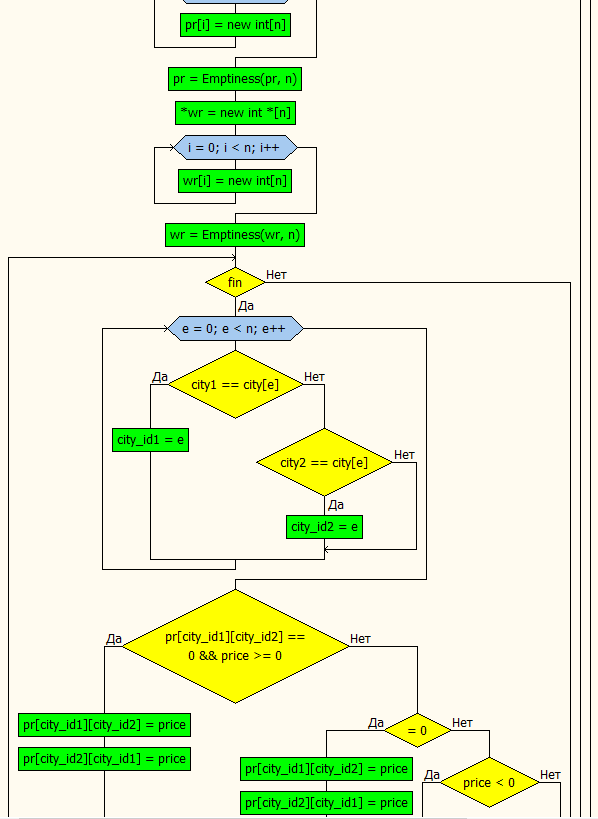 pr[i] = new int[n]
pr = Emptiness(pr, n)
*wr = new int *[n]
i = 0; i < n; i++
wr[i] = new int[n]
wr = Emptiness(wr, n)
fin
Нет
Да
e = 0; e < n; e++
Да
city1 == city[e]
Нет
city_id1 = e
city2 == city[e]
Нет
Да
city_id2 = e
Да
pr[city_id1][city_id2] ==
0 && price >= 0
Нет
pr[city_id1][city_id2] = price
pr[city_id2][city_id1] = price
Да
= 0
Нет
pr[city_id1][city_id2] = price
pr[city_id2][city_id1] = price
Да
price < 0
Нет